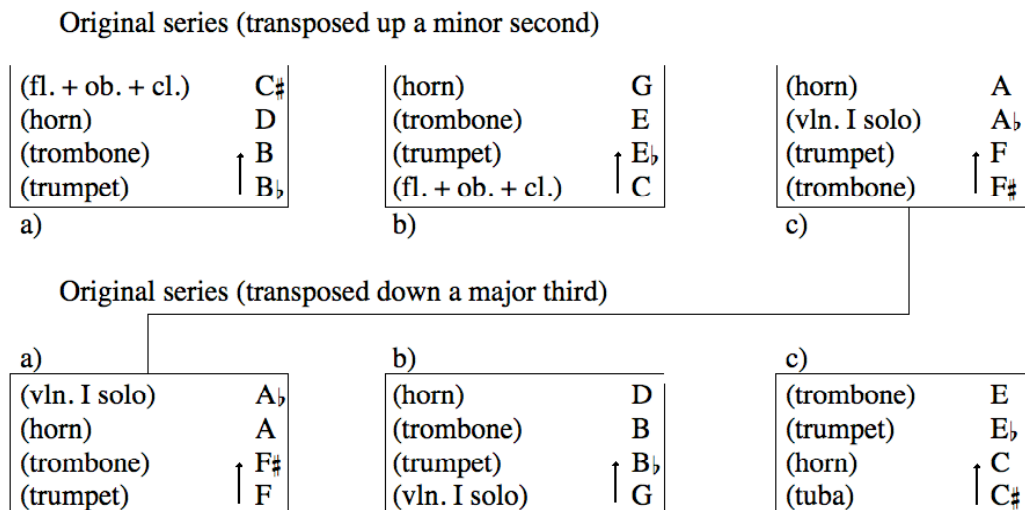 Original series (transposed up a minor second)
(fl. + ob. + cl.) C♯ (horn) G (horn) A
(horn) D (trombone) E (vln. I solo) A♭
(trombone) B (trumpet) E♭ (trumpet) F
(trumpet) B♭ (fl. + ob. + cl.) C (trombone) F♯
a) b) c)
Original series (transposed down a major third)
a) b) c)
(vln. I solo) A♭ (horn) D (trombone) E
(horn) A (trombone) B (trumpet) E♭
(trombone) F♯ (trumpet) B♭ (horn) C
(trumpet) F (vln. I solo) G (tuba) C♯